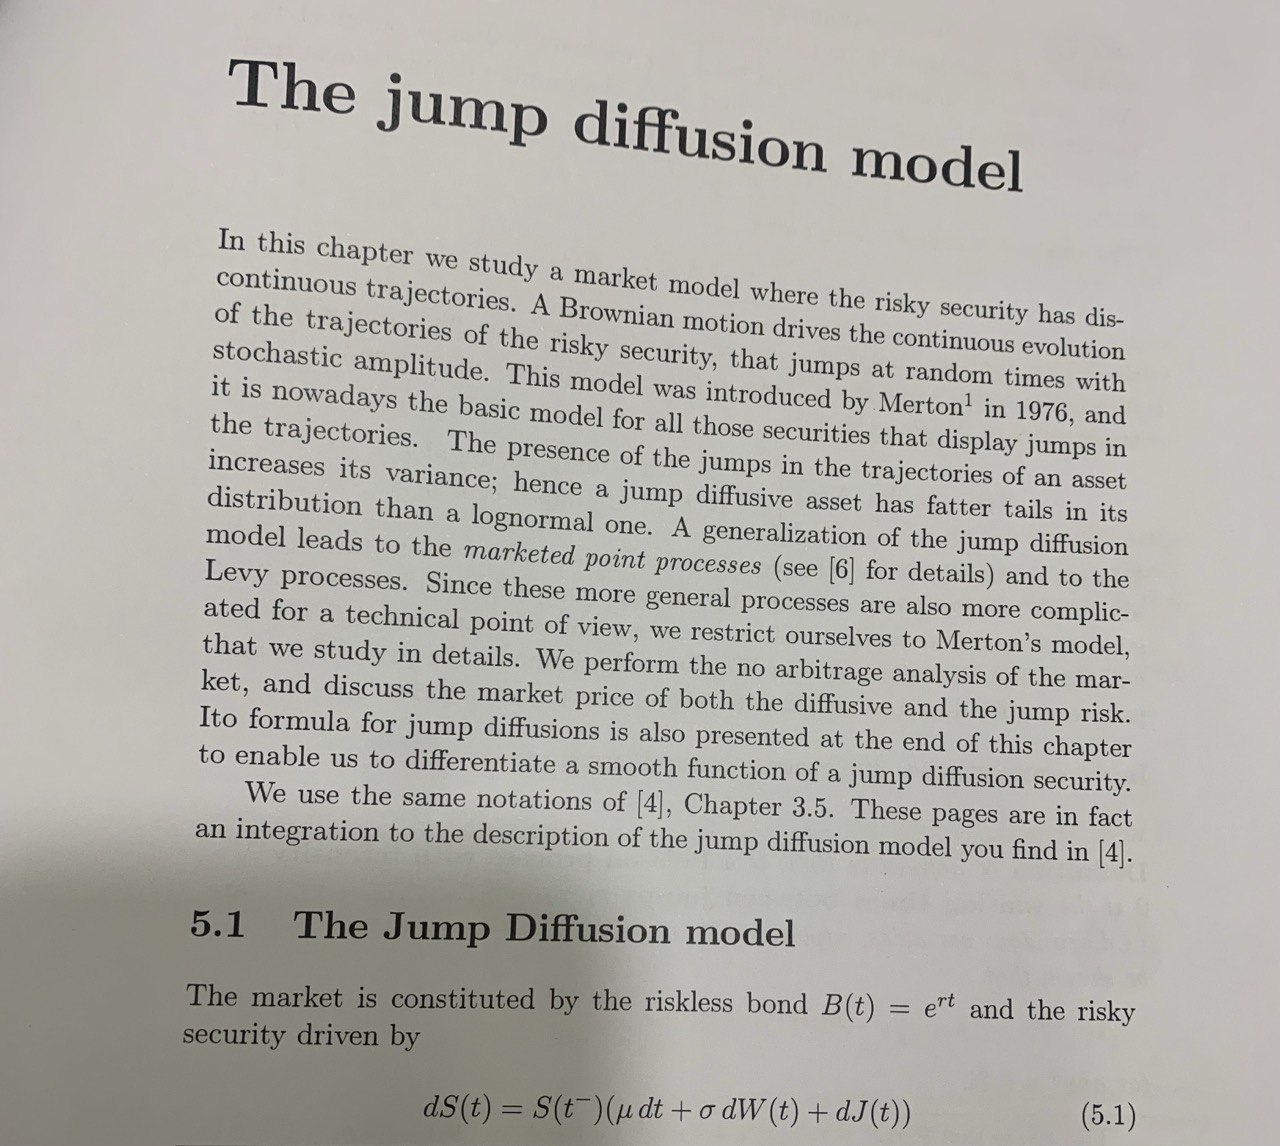 The jump diffusion model
In this chapter we study a market model where the risky security has dis-
continuous trajectories. A Brownian motion drives the continuous evolution
of the trajectories of the risky security, that jumps at random times with
stochastic amplitude. This model was introduced by Merton¹ in 1976, and
it is nowadays the basic model for all those securities that display jumps in
the trajectories. The presence of the jumps in the trajectories of an asset
increases its variance; hence a jump diffusive asset has fatter tails in its
distribution than a lognormal one. A generalization of the jump diffusion
model leads to the marketed point processes (see [6] for details) and to the
Levy processes. Since these more general processes are also more complic-
ated for a technical point of view, we restrict ourselves to Merton's model,
that we study in details. We perform the no arbitrage analysis of the mar-
ket, and discuss the market price of both the diffusive and the jump risk.
Ito formula for jump diffusions is also presented at the end of this chapter
to enable us to differentiate a smooth function of a jump diffusion security.
We use the same notations of [4], Chapter 3.5. These pages are in fact
an integration to the description of the jump diffusion model you find in [4].
5.1 The Jump Diffusion model
The market is constituted by the riskless bond B(t) = e^{rt} and the risky
security driven by
dS(t) = S(t⁻)(μ dt + σ dW(t) + dJ(t)) (5.1)